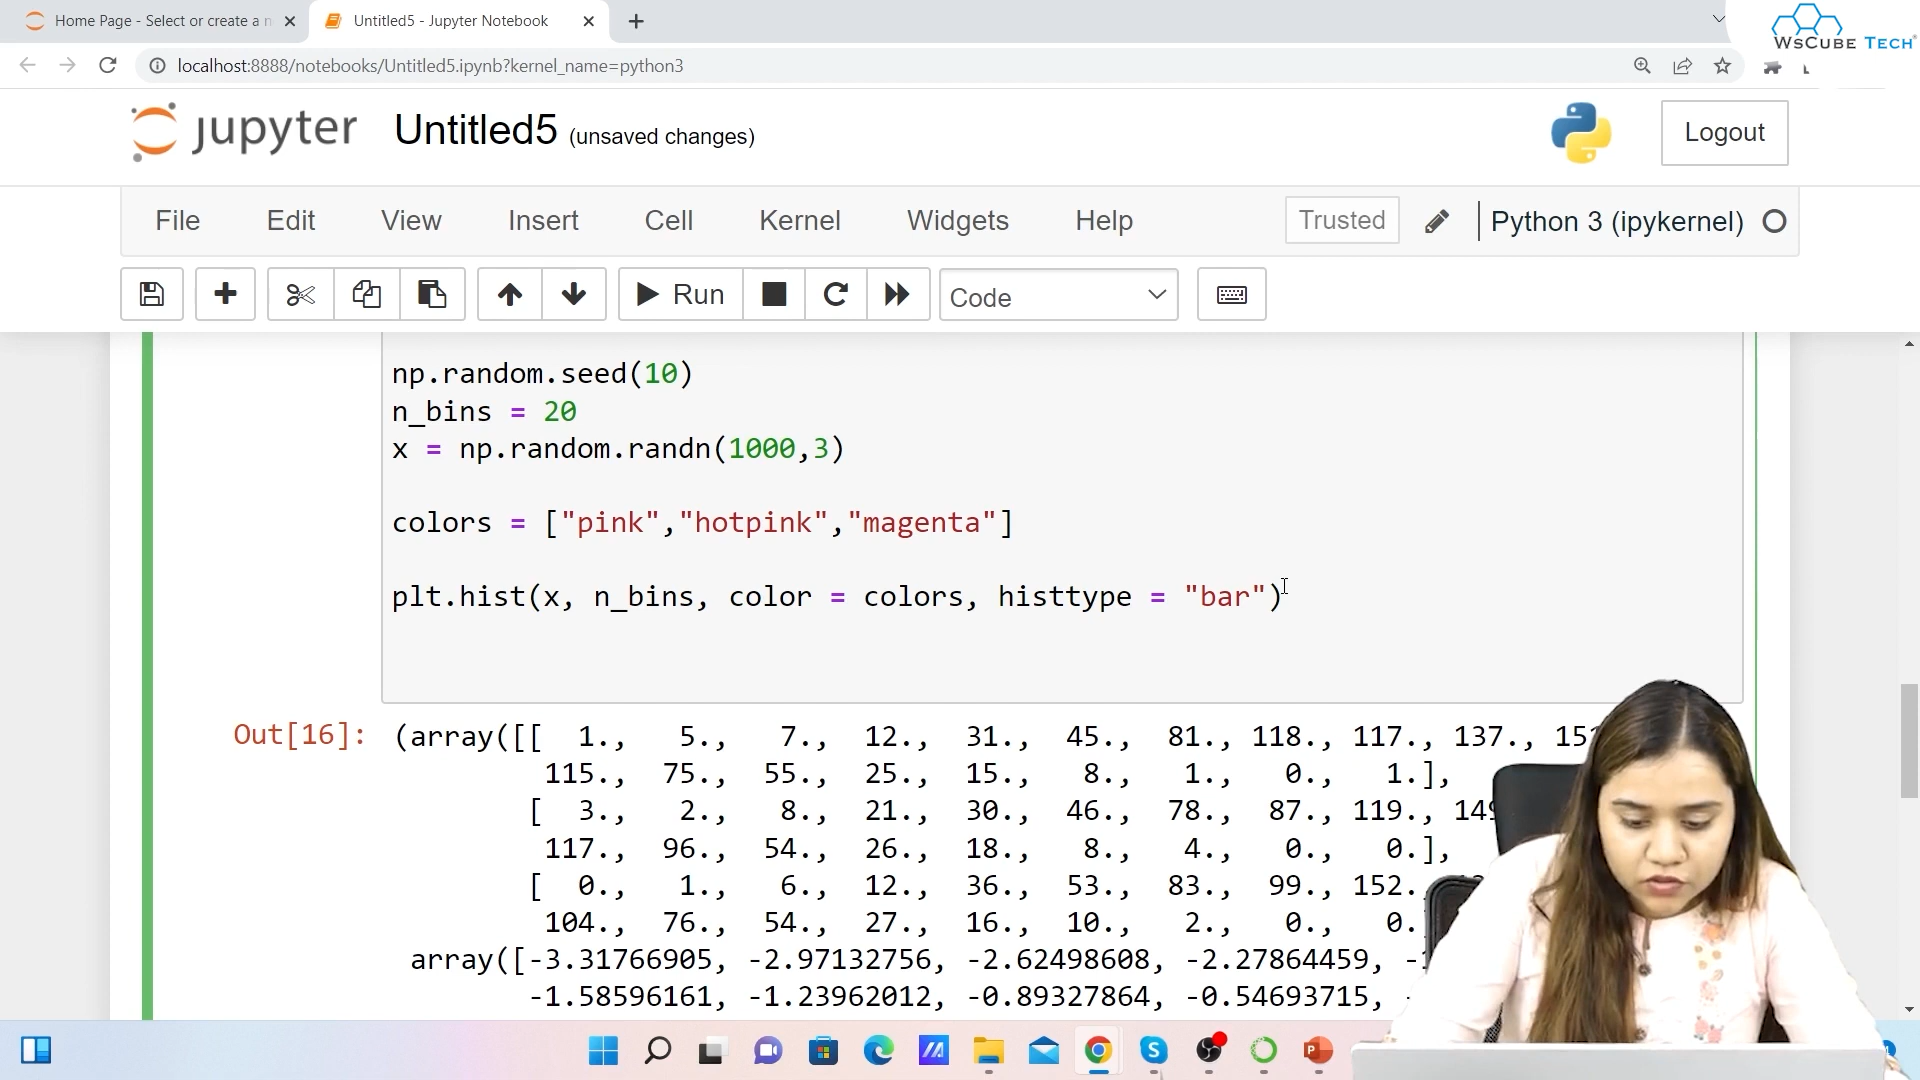 Home Page - Select or create a n
Untitled5 - Jupyter Notebook
WsCube Tech
localhost:8888/notebooks/Untitled5.ipynb?kernel_name=python3
jupyter Untitled5 (unsaved changes)
Logout
File Edit View Insert Cell Kernel Widgets Help Trusted Python 3 (ipykernel)
Run Code
np.random.seed(10)
n_bins = 20
x = np.random.randn(1000,3)
colors = ["pink","hotpink","magenta"]
plt.hist(x, n_bins, color = colors, histtype = "bar")
Out[16]: (array([[ 1., 5., 7., 12., 31., 45., 81., 118., 117., 137.,
115., 75., 55., 25., 15., 8., 1., 0., 1.],
[ 3., 2., 8., 21., 30., 46., 78., 87., 119.,
117., 96., 54., 26., 18., 8., 4., 0., 0.],
[ 0., 1., 6., 12., 36., 53., 83., 99., 152.,
104., 76., 54., 27., 16., 10., 2., 0., 0.
array([-3.31766905, -2.97132756, -2.62498608, -2.27864459,
-1.58596161, -1.23962012, -0.89327864, -0.54693715,